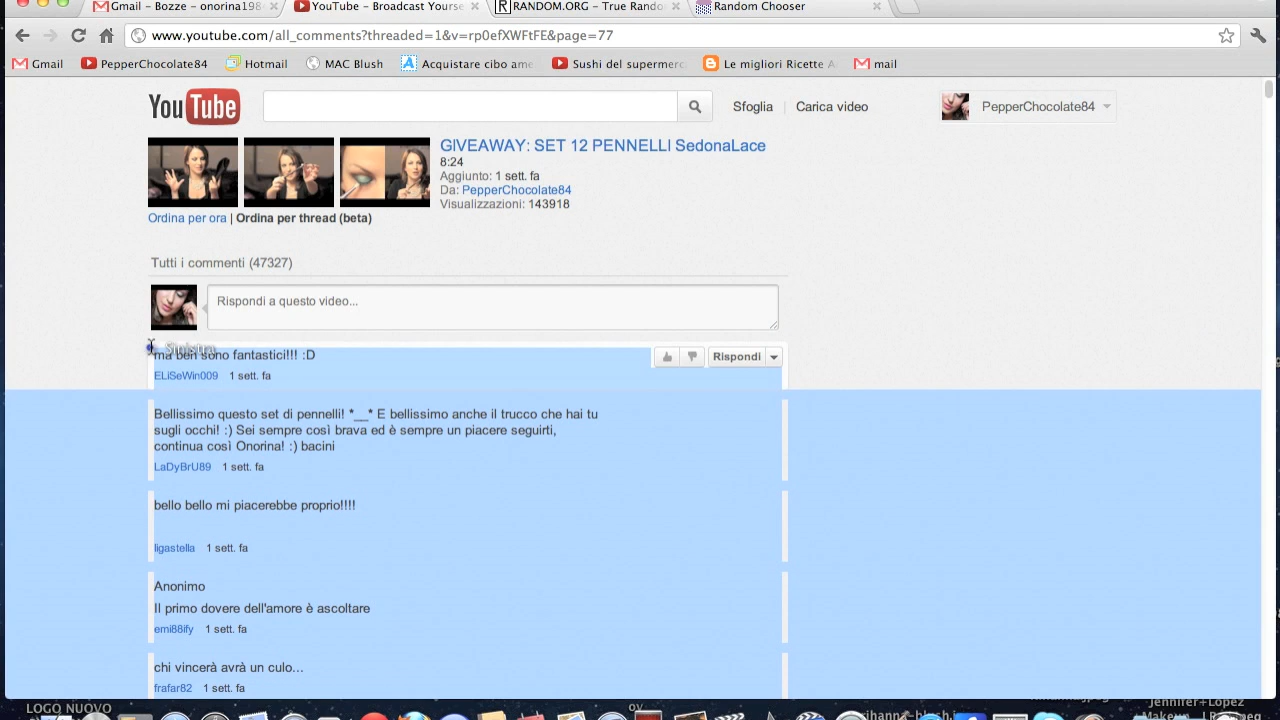 Gmail – Bozze – onorina198
YouTube – Broadcast Yourse
RANDOM.ORG – True Rando
Random Chooser
www.youtube.com/all_comments?threaded=1&v=rp0efXWFtFE&page=77
Gmail
PepperChocolate84
Hotmail
MAC Blush
Acquistare cibo ame
Sushi del supermerc
Le migliori Ricette A
mail
YouTube
Sfoglia
Carica video
PepperChocolate84
GIVEAWAY: SET 12 PENNELLI SedonaLace
8:24
Aggiunto: 1 sett. fa
Da: PepperChocolate84
Visualizzazioni: 143918
Ordina per ora | Ordina per thread (beta)
Tutti i commenti (47327)
Rispondi a questo video...
Sinistra
ma ben sono fantastici!!! :D
Rispondi
ELiSeWin009 1 sett. fa
Bellissimo questo set di pennelli! *__* E bellissimo anche il trucco che hai tu
sugli occhi! :) Sei sempre così brava ed è sempre un piacere seguirti,
continua così Onorina! :) bacini
LaDyBrU89 1 sett. fa
bello bello mi piacerebbe proprio!!!!
ligastella 1 sett. fa
Anonimo
Il primo dovere dell'amore è ascoltare
emi88ify 1 sett. fa
chi vincerà avrà un culo...
frafar82 1 sett. fa
LOGO NUOVO
Jennifer+Lopez